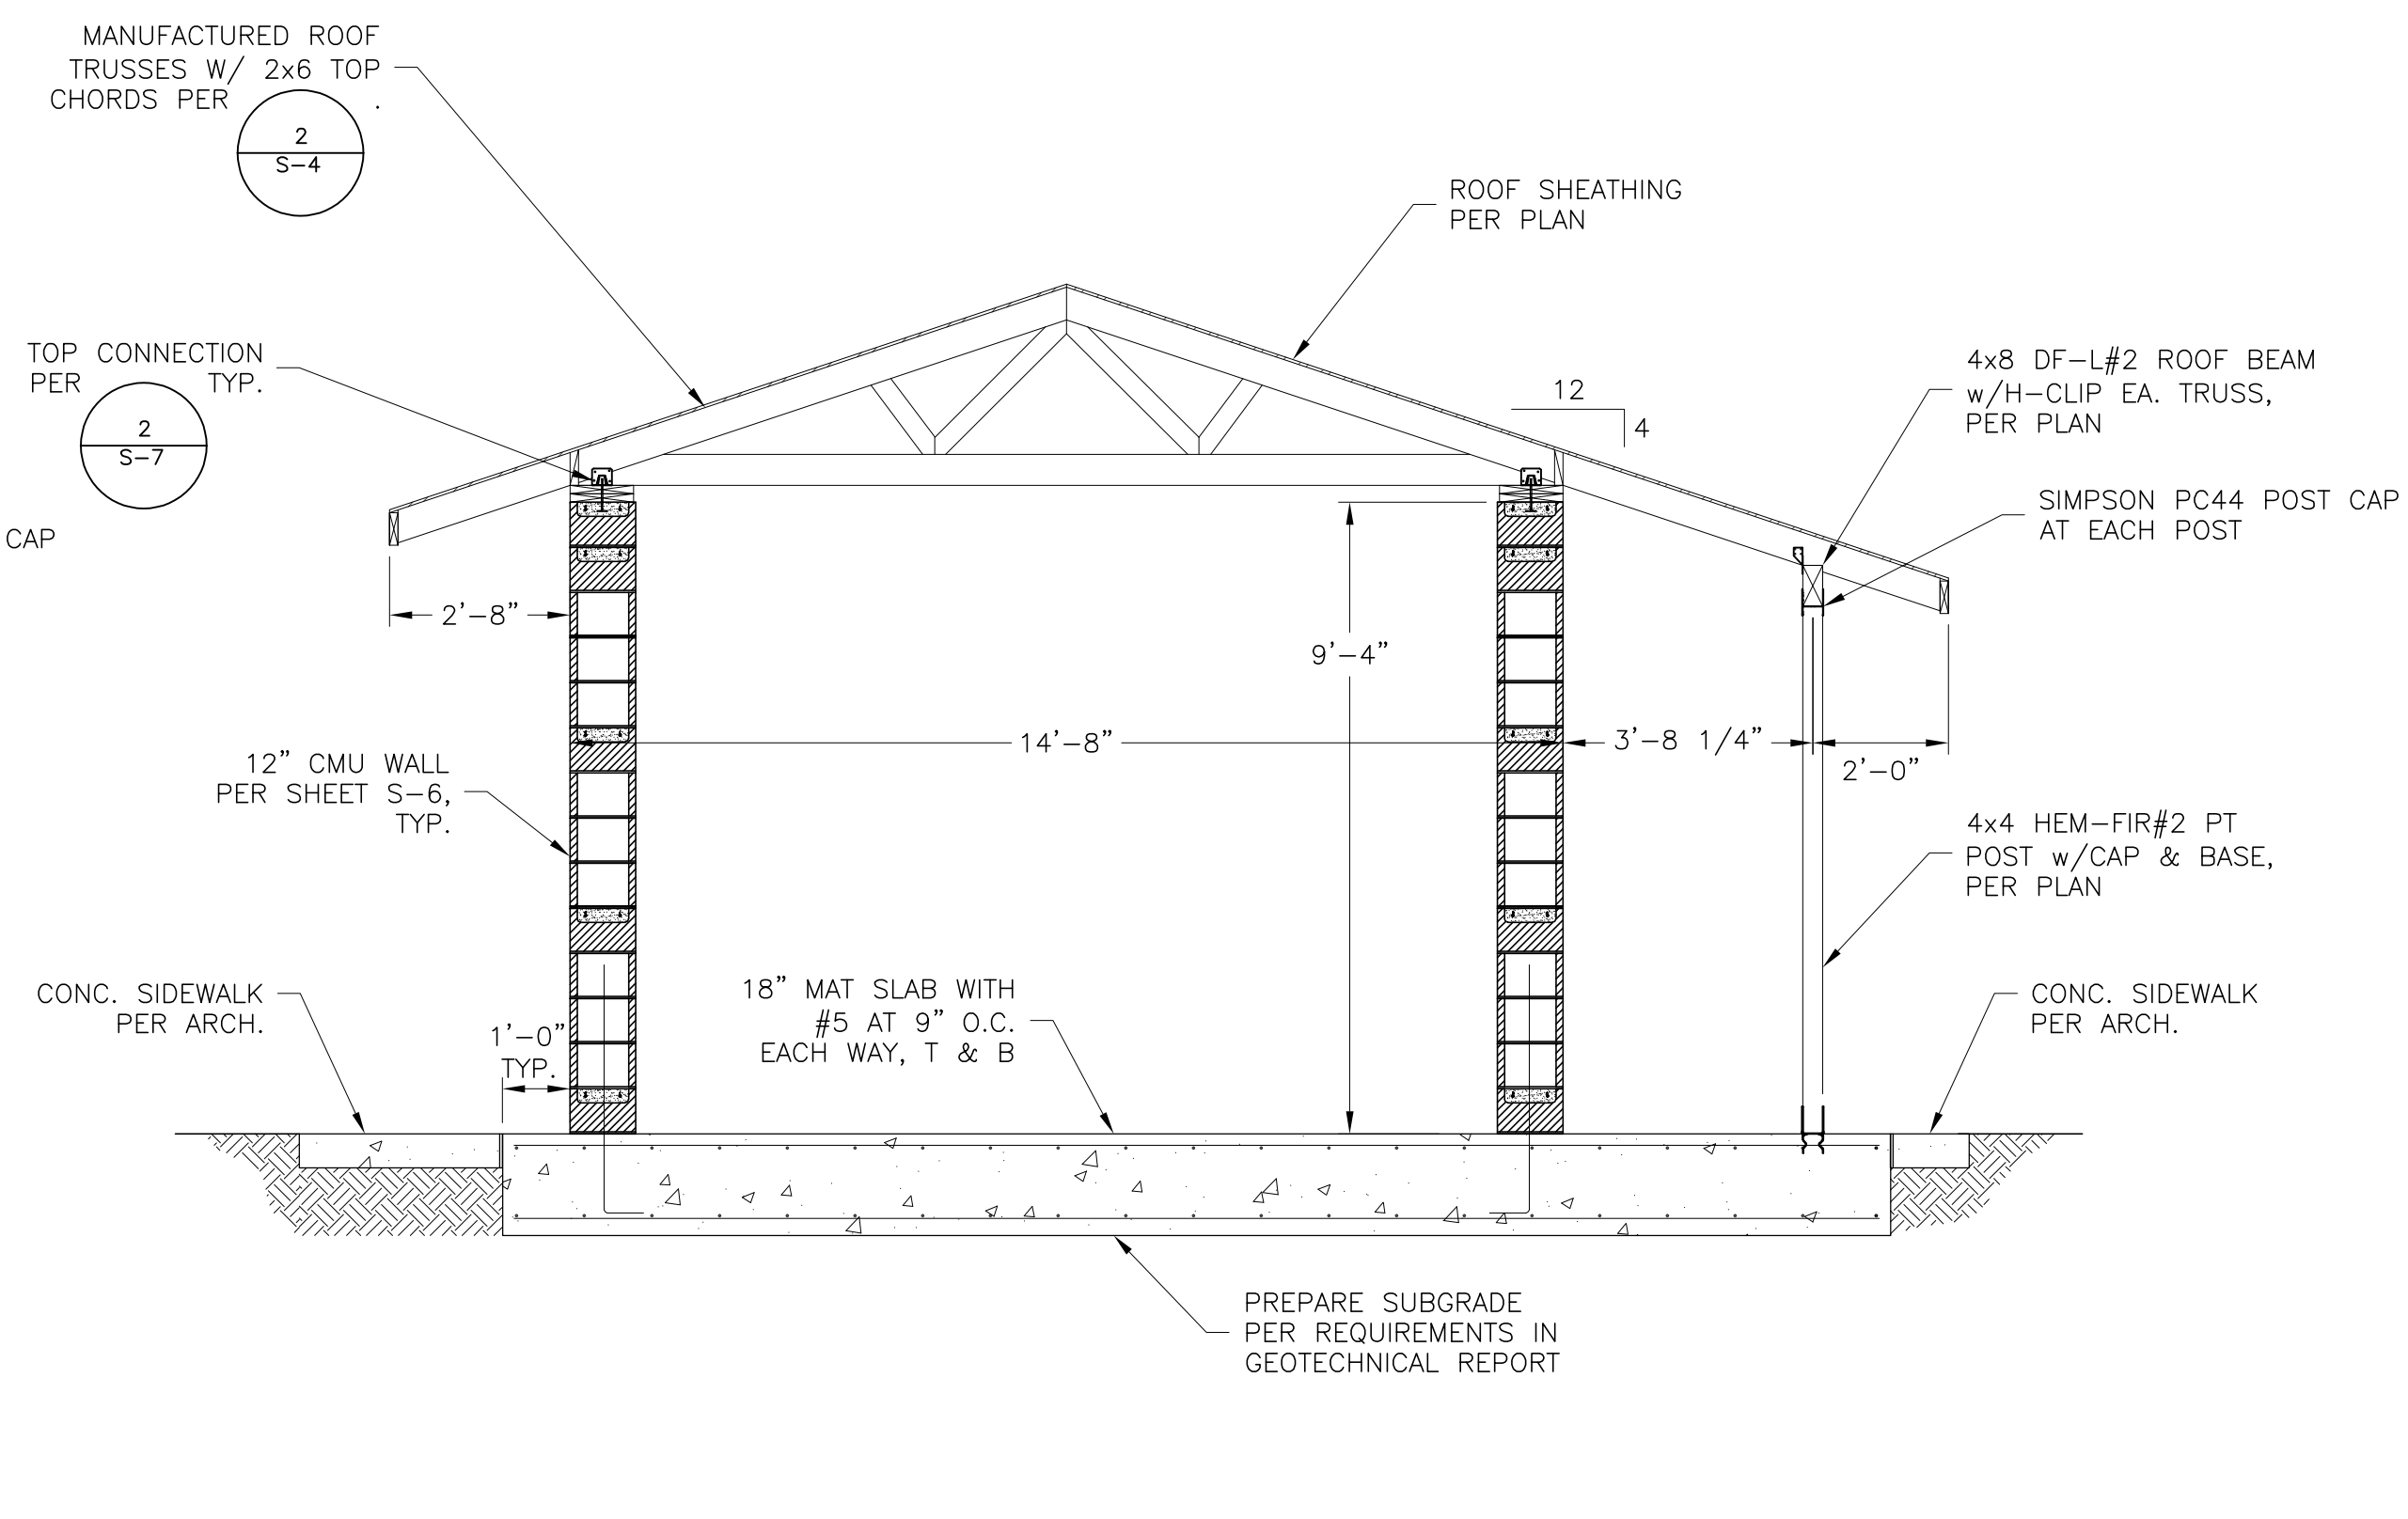 MANUFACTURED ROOF
TRUSSES W/ 2x6 TOP
CHORDS PER .
2
S-4
ROOF SHEATHING
PER PLAN
TOP CONNECTION
PER TYP.
2
S-7
CAP
12
4
4x8 DF-L#2 ROOF BEAM
w/H-CLIP EA. TRUSS,
PER PLAN
SIMPSON PC44 POST CAP
AT EACH POST
2'-8"
9'-4"
14'-8"
3'-8 1/4"
2'-0"
12" CMU WALL
PER SHEET S-6,
TYP.
4x4 HEM-FIR#2 PT
POST w/CAP & BASE,
PER PLAN
CONC. SIDEWALK
PER ARCH.
1'-0"
TYP.
18" MAT SLAB WITH
#5 AT 9" O.C.
EACH WAY, T & B
CONC. SIDEWALK
PER ARCH.
PREPARE SUBGRADE
PER REQUIREMENTS IN
GEOTECHNICAL REPORT